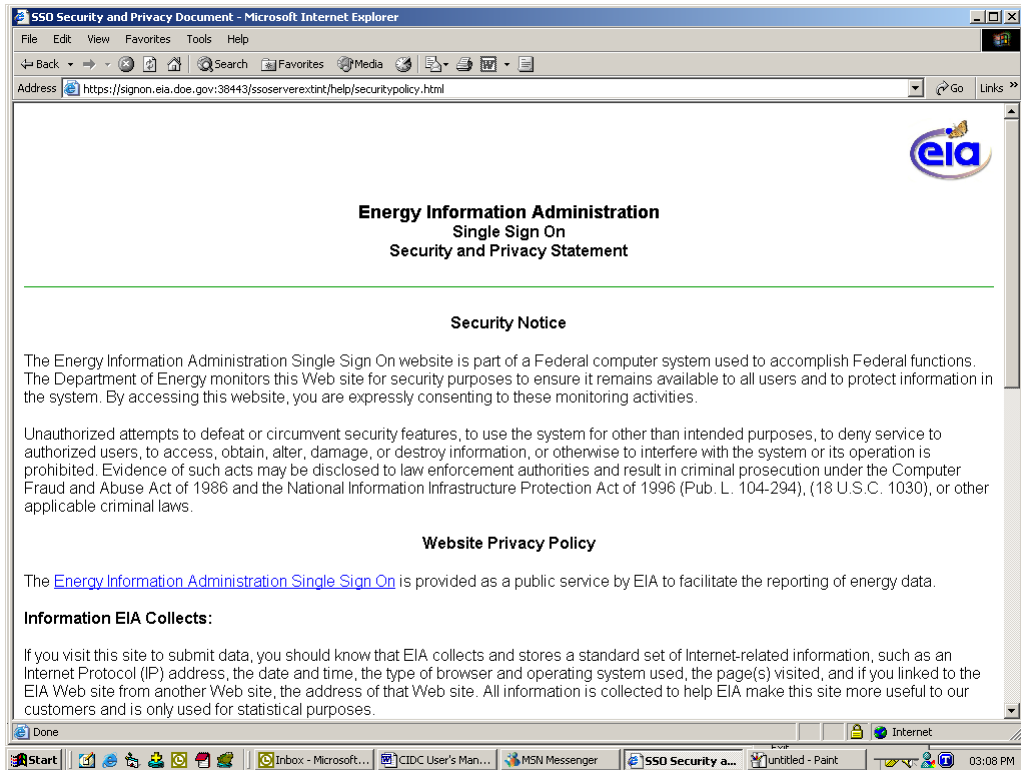 SSO Security and Privacy Document - Microsoft Internet Explorer
File Edit View Favorites Tools Help
Back Search Favorites Media
Address https://signon.eia.doe.gov:38443/ssoserverextint/help/securitypolicy.html Go Links »
eia
Energy Information Administration
Single Sign On
Security and Privacy Statement
Security Notice
The Energy Information Administration Single Sign On website is part of a Federal computer system used to accomplish Federal functions.
The Department of Energy monitors this Web site for security purposes to ensure it remains available to all users and to protect information in
the system. By accessing this website, you are expressly consenting to these monitoring activities.
Unauthorized attempts to defeat or circumvent security features, to use the system for other than intended purposes, to deny service to
authorized users, to access, obtain, alter, damage, or destroy information, or otherwise to interfere with the system or its operation is
prohibited. Evidence of such acts may be disclosed to law enforcement authorities and result in criminal prosecution under the Computer
Fraud and Abuse Act of 1986 and the National Information Infrastructure Protection Act of 1996 (Pub. L. 104-294), (18 U.S.C. 1030), or other
applicable criminal laws.
Website Privacy Policy
The Energy Information Administration Single Sign On is provided as a public service by EIA to facilitate the reporting of energy data.
Information EIA Collects:
If you visit this site to submit data, you should know that EIA collects and stores a standard set of Internet-related information, such as an
Internet Protocol (IP) address, the date and time, the type of browser and operating system used, the page(s) visited, and if you linked to the
EIA Web site from another Web site, the address of that Web site. All information is collected to help EIA make this site more useful to our
customers and is only used for statistical purposes.
Done Internet
Start Inbox - Microsoft... CIDC User's Man... MSN Messenger SSO Security a... untitled - Paint 03:08 PM